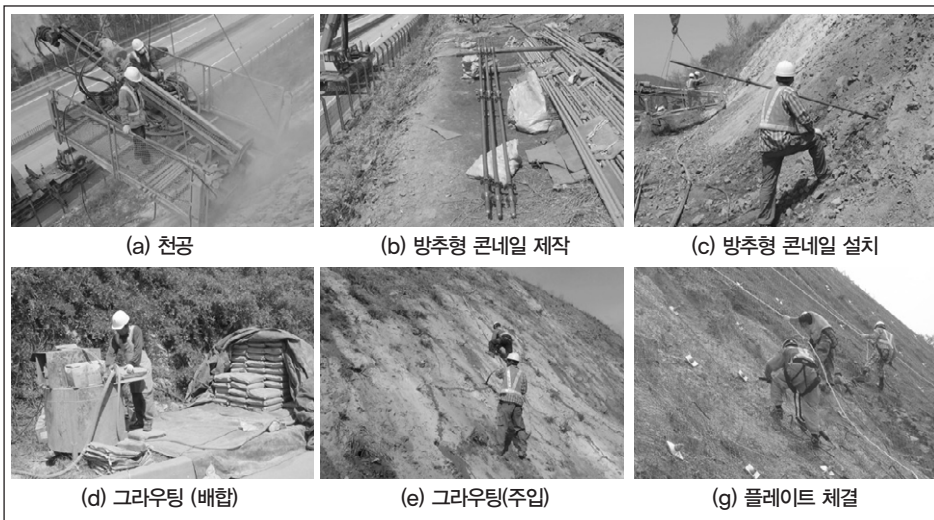 (a) 천공
(b) 방추형 콘네일 제작
(c) 방추형 콘네일 설치
(d) 그라우팅 (배합)
(e) 그라우팅(주입)
(g) 플레이트 체결